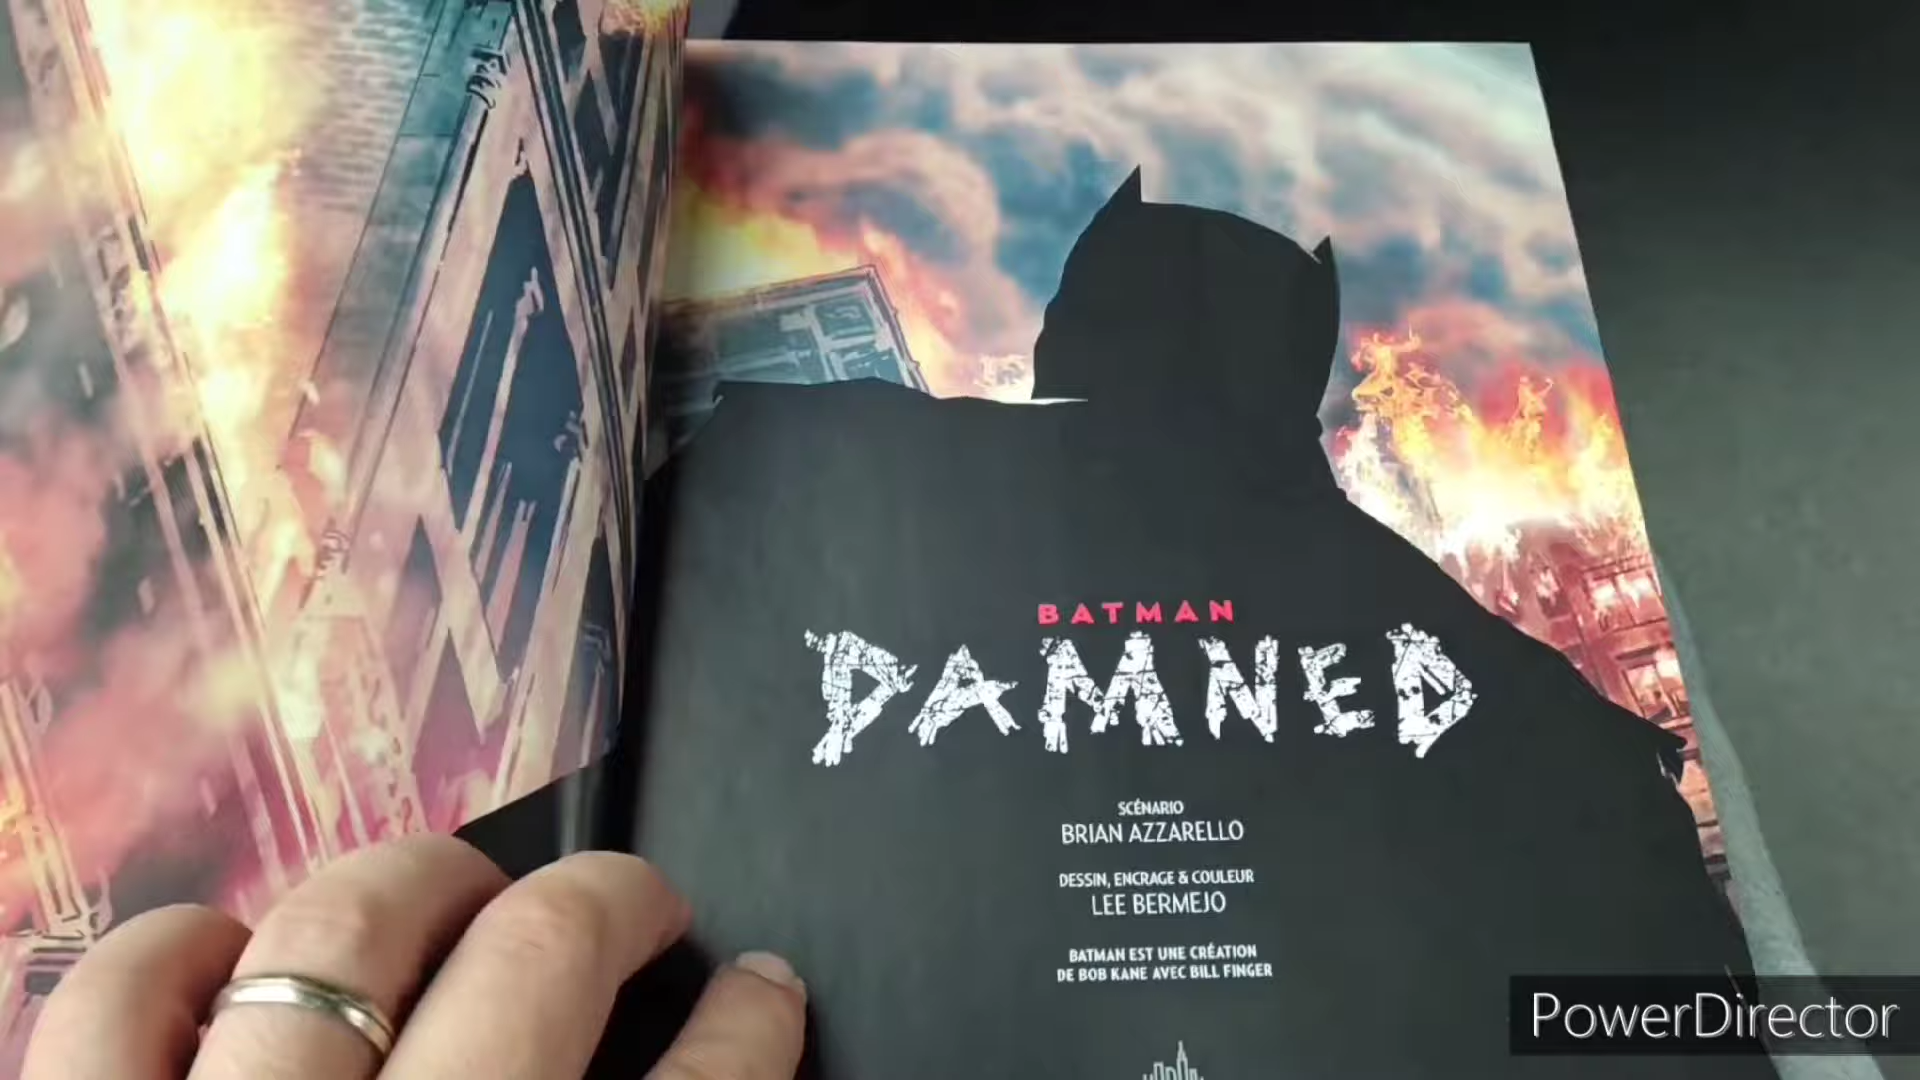 BATMAN
DAMNED
SCÉNARIO
BRIAN AZZARELLO
DESSIN, ENCRAGE & COULEUR
LEE BERMEJO
BATMAN EST UNE CRÉATION
DE BOB KANE AVEC BILL FINGER
PowerDirector